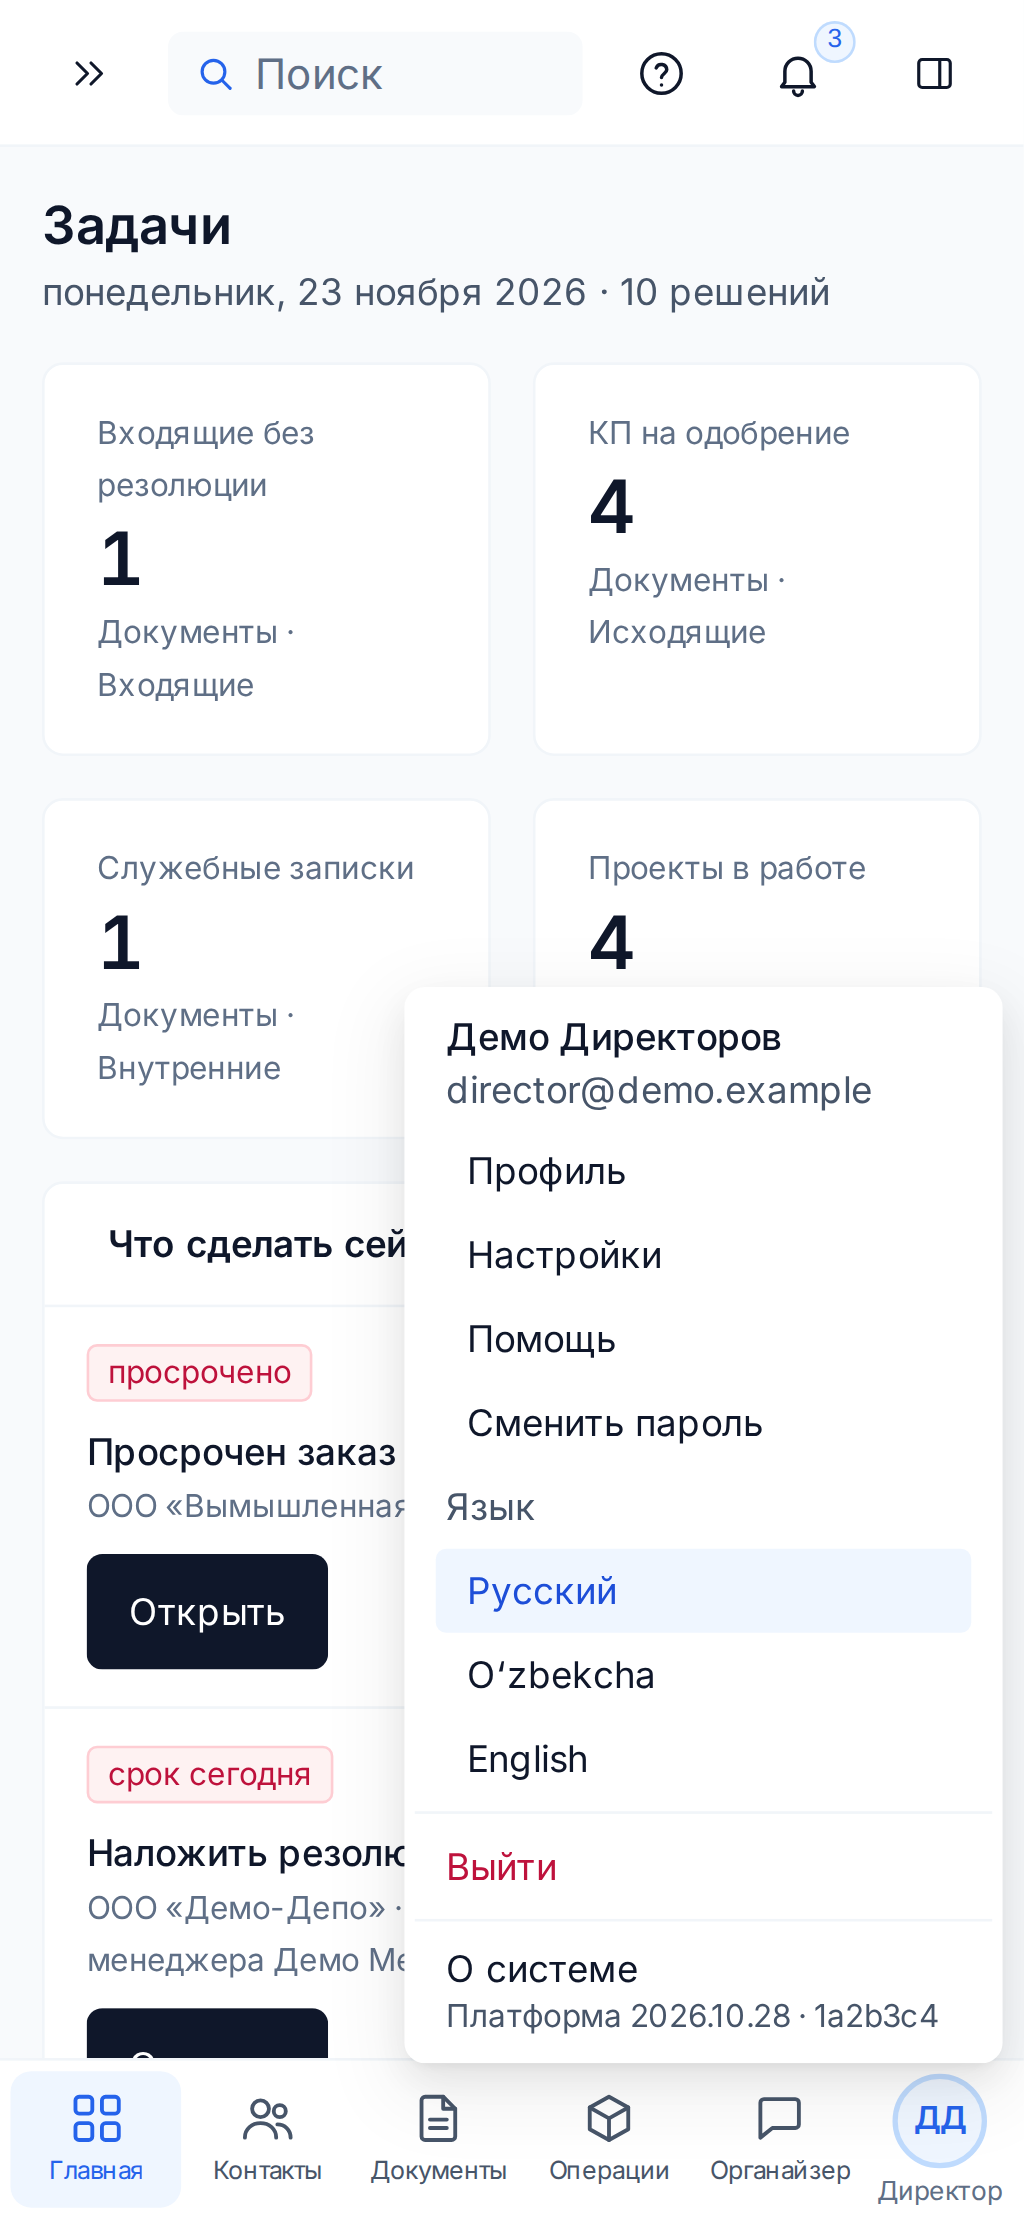 Поиск
3
Задачи
понедельник, 23 ноября 2026 · 10 решений
Входящие без
резолюции
1
Документы ·
Входящие
КП на одобрение
4
Документы ·
Исходящие
Служебные записки
1
Документы ·
Внутренние
Проекты в работе
4
Что сделать сей
просрочено
Просрочен заказ
ООО «Вымышленная
Открыть
срок сегодня
Наложить резолю
ООО «Демо-Депо» ·
менеджера Демо Ме
Демо Директоров
director@demo.example
Профиль
Настройки
Помощь
Сменить пароль
Язык
Русский
Oʻzbekcha
English
Выйти
О системе
Платформа 2026.10.28 · 1a2b3c4
Главная
Контакты
Документы
Операции
Органайзер
ДД
Директор